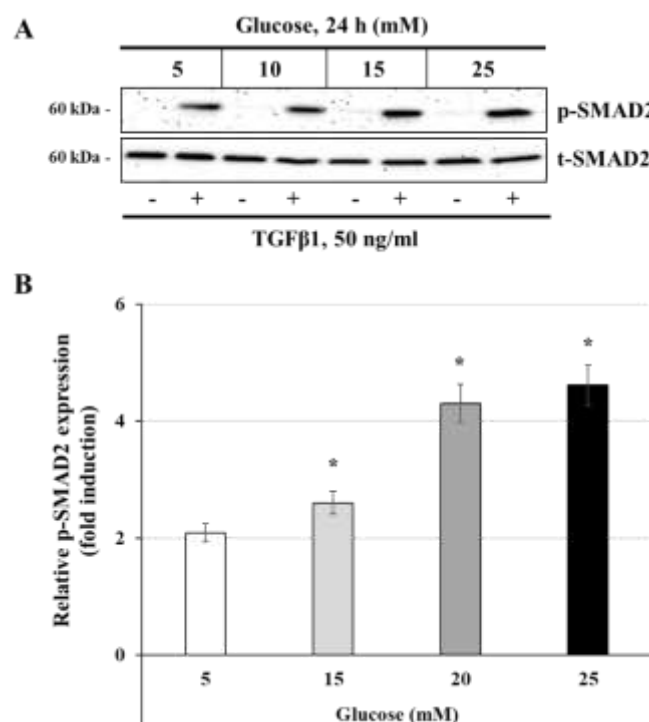 A
Glucose, 24 h (mM)
5 10 15 25
60 kDa - p-SMAD2
60 kDa - t-SMAD2
- + - + - + - +
TGFβ1, 50 ng/ml
B
Relative p-SMAD2 expression
(fold induction)
6
4
2
0
* * *
5 15 20 25
Glucose (mM)